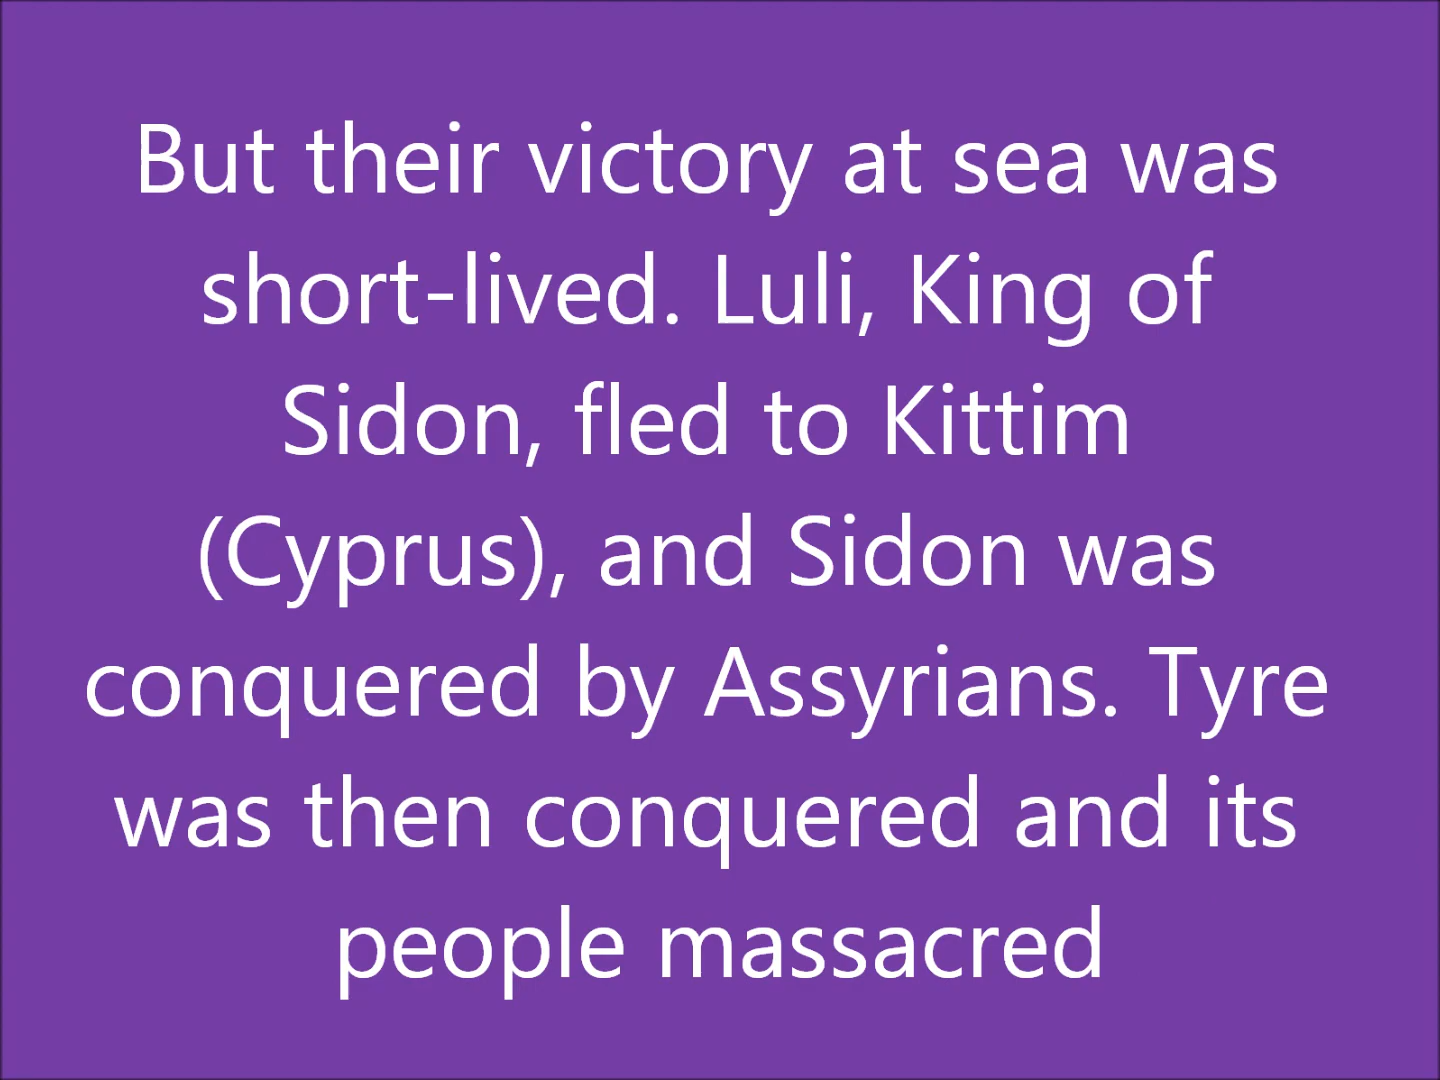 But their victory at sea was
short-lived. Luli, King of
Sidon, fled to Kittim
(Cyprus), and Sidon was
conquered by Assyrians. Tyre
was then conquered and its
people massacred